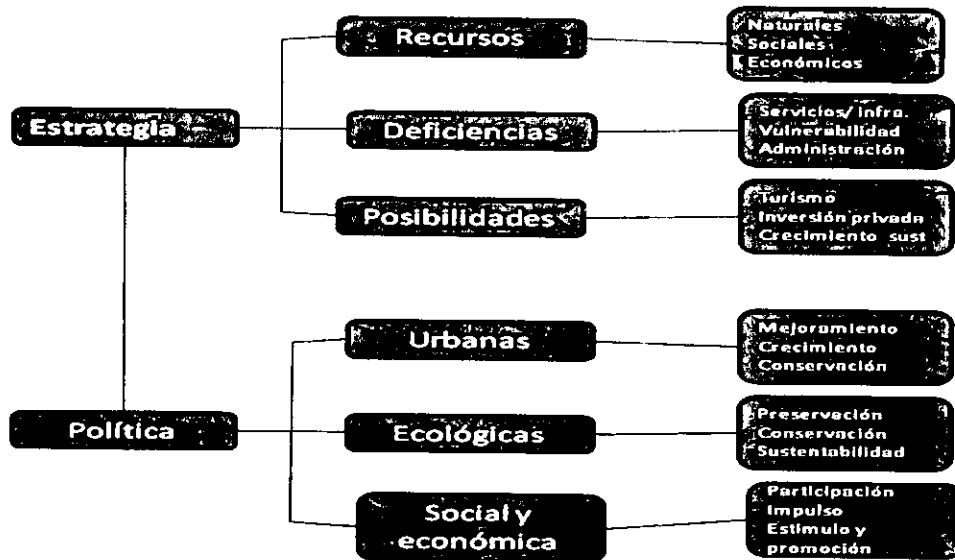 Recursos
Naturales
Sociales
Económicos
Estrategia
Deficiencias
Servicios/ infra.
Vulnerabilidad
Administración
Posibilidades
Turismo
Inversión privada
Crecimiento sust
Urbanas
Mejoramiento
Crecimiento
Conservación
Política
Ecológicas
Preservación
Conservación
Sustentabilidad
Social y
económica
Participación
Impulso
Estímulo y
promoción